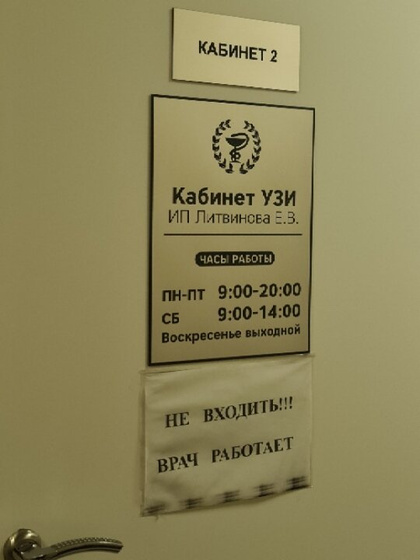 КАБИНЕТ 2
Кабинет УЗИ
ИП Литвинова Е.В.
ЧАСЫ РАБОТЫ
ПН-ПТ 9:00-20:00
СБ 9:00-14:00
Воскресенье выходной
НЕ ВХОДИТЬ!!!
ВРАЧ РАБОТАЕТ